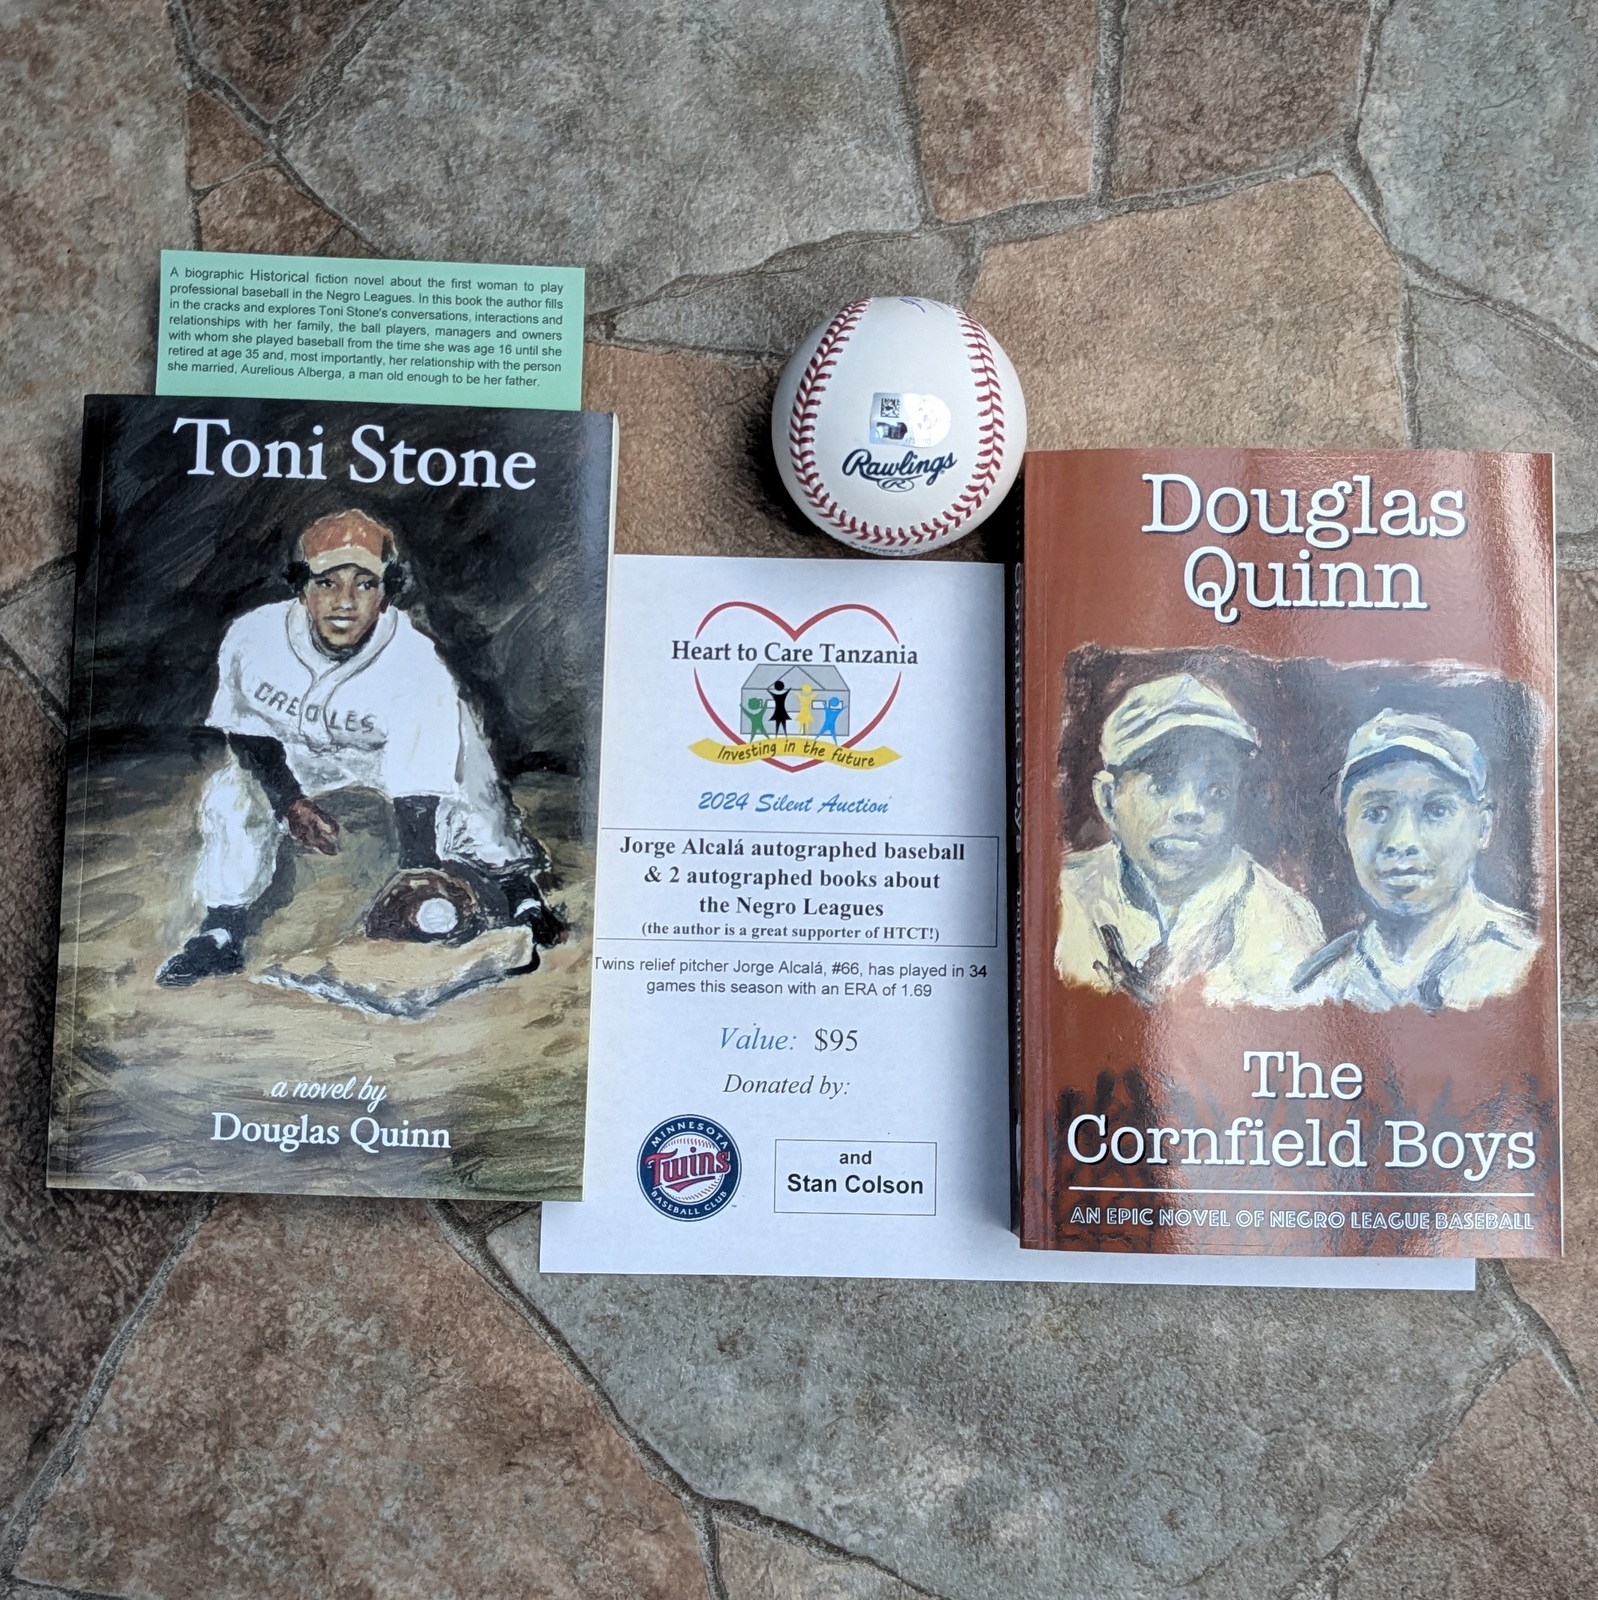 A biographic Historical fiction novel about the first woman to play
professional baseball in the Negro Leagues. In this book the author fills
in the cracks and explores Toni Stone's conversations, interactions and
relationships with her family, the ball players, managers and owners
with whom she played baseball from the time she was age 16 until she
retired at age 35 and, most importantly, her relationship with the person
she married, Aurelious Alberga, a man old enough to be her father.
Toni Stone
CREOLES
a novel by
Douglas Quinn
Rawlings
R
Heart to Care Tanzania
Investing in the future
2024 Silent Auction
Jorge Alcalá autographed baseball
& 2 autographed books about
the Negro Leagues
(the author is a great supporter of HTCT!)
Twins relief pitcher Jorge Alcalá, #66, has played in 34
games this season with an ERA of 1.69
Value: $95
Donated by:
MINNESOTA
Twins
BASEBALL CLUB
and
Stan Colson
Douglas
Quinn
The
Cornfield Boys
AN EPIC NOVEL OF NEGRO LEAGUE BASEBALL